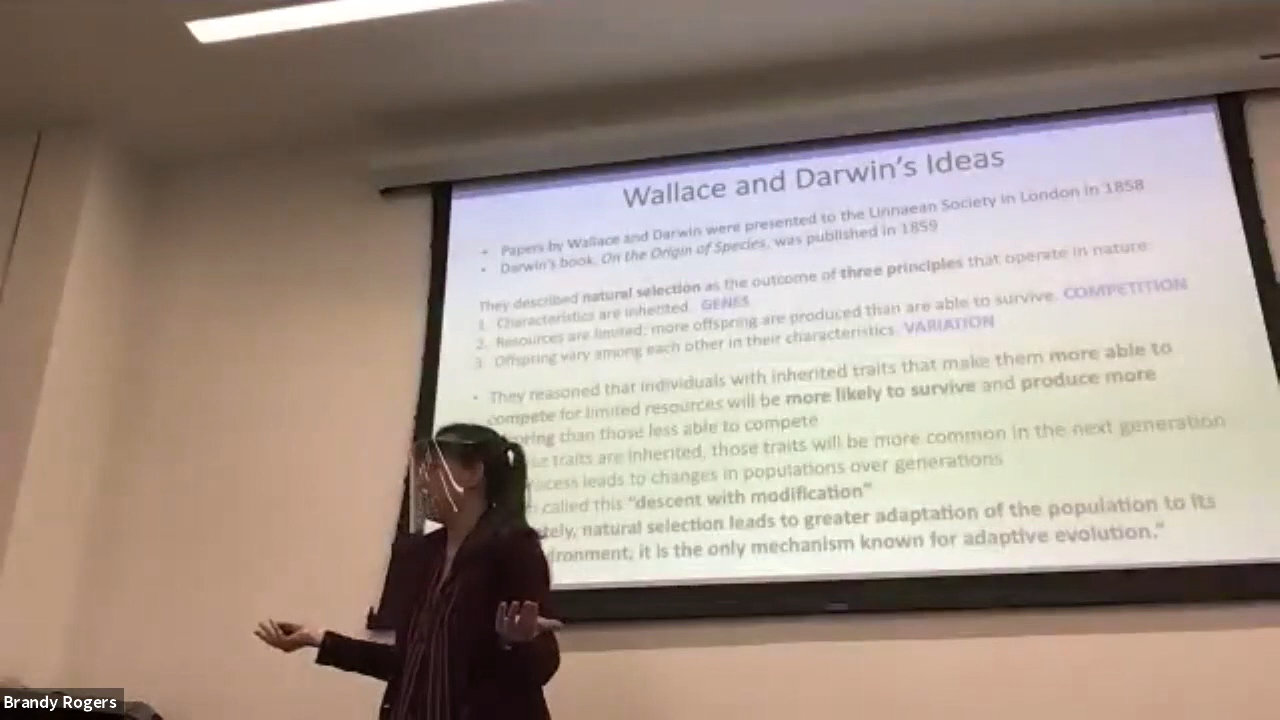 Wallace and Darwin's Ideas
• Papers by Wallace and Darwin were presented to the Linnaean Society in London in 1858
• Darwin's book, On the Origin of Species, was published in 1859
They described natural selection as the outcome of three principles that operate in nature:
1. Characteristics are inherited. GENES
2. Resources are limited; more offspring are produced than are able to survive. COMPETITION
3. Offspring vary among each other in their characteristics. VARIATION
• They reasoned that individuals with inherited traits that make them more able to
compete for limited resources will be more likely to survive and produce more
than those less able to compete
traits are inherited, those traits will be more common in the next generation
leads to changes in populations over generations
called this "descent with modification"
natural selection leads to greater adaptation of the population to its
it is the only mechanism known for adaptive evolution."
Brandy Rogers